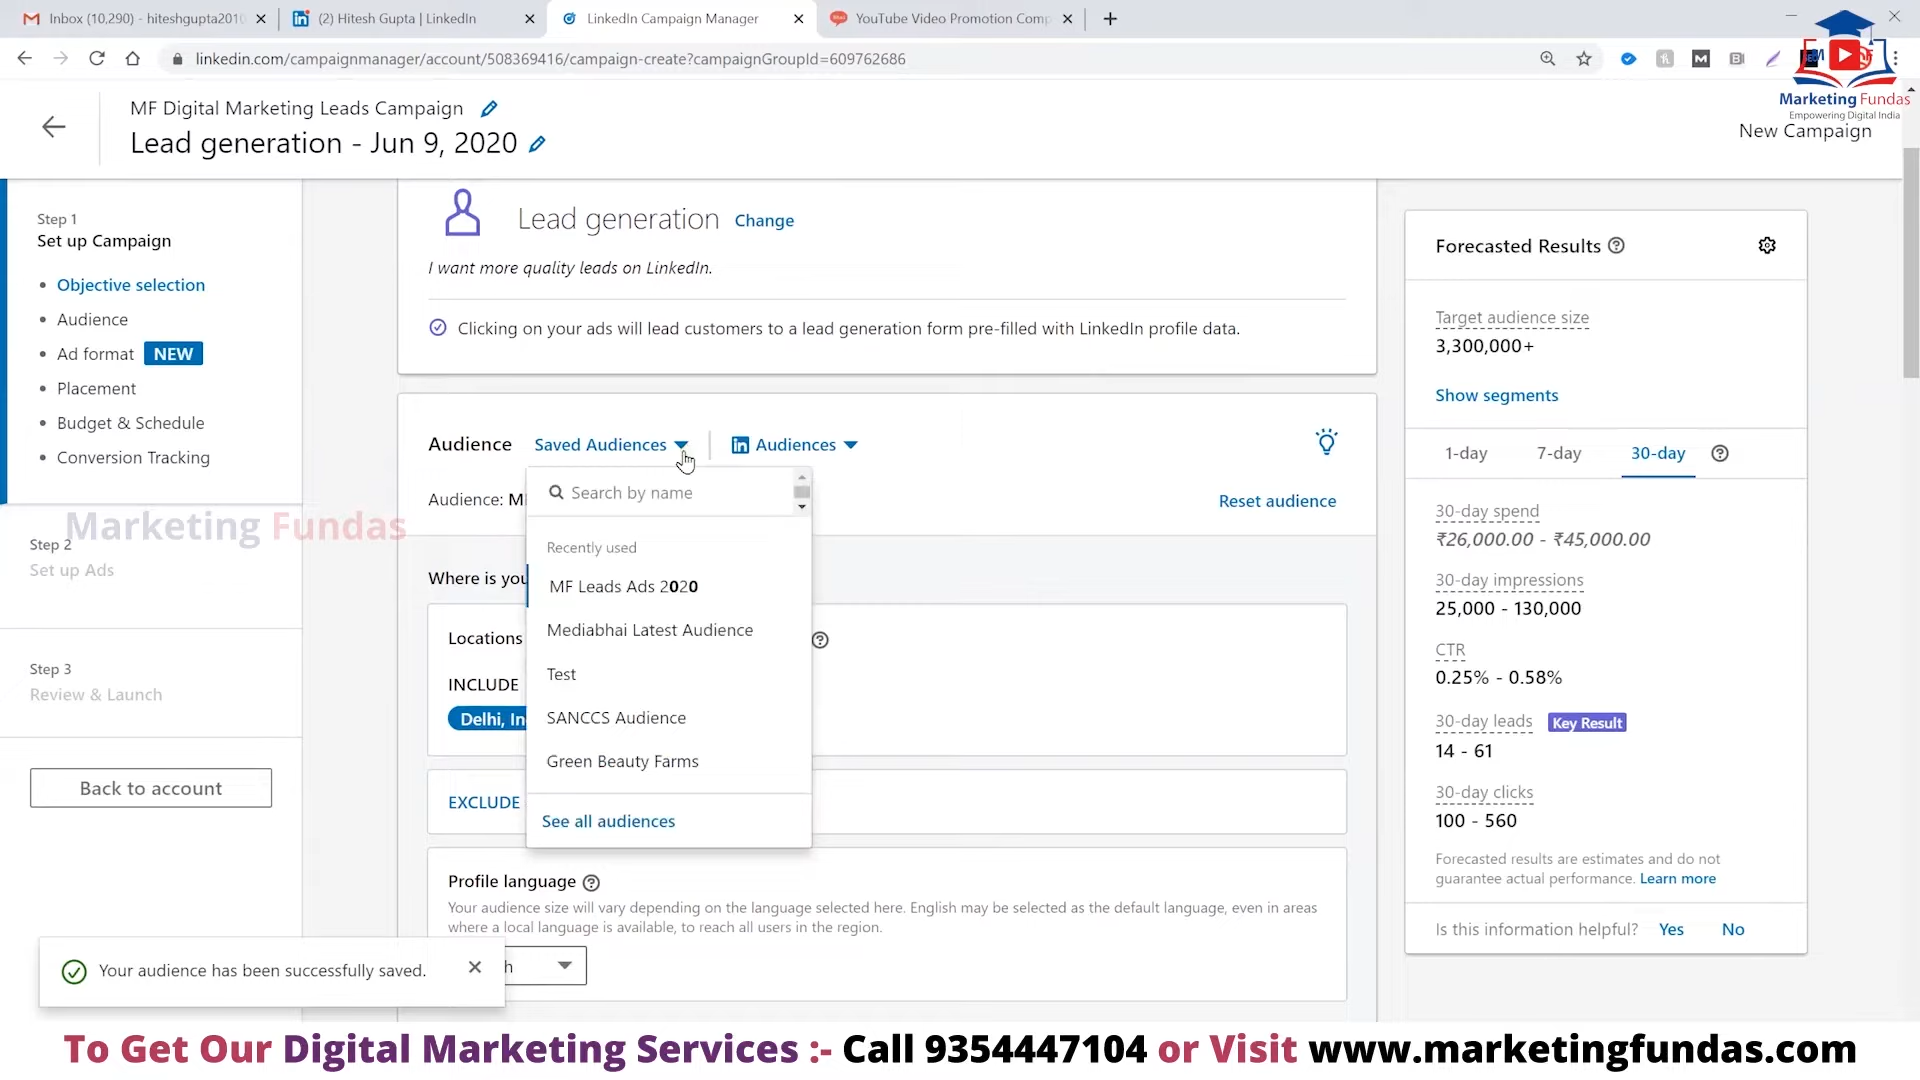 Inbox (10,290) - hiteshgupta2010
(2) Hitesh Gupta | LinkedIn
LinkedIn Campaign Manager
YouTube Video Promotion Comp
linkedin.com/campaignmanager/account/508369416/campaign-create?campaignGroupId=609762686
Marketing Fundas
Empowering Digital India
MF Digital Marketing Leads Campaign
Lead generation - Jun 9, 2020
New Campaign
Step 1
Set up Campaign
Objective selection
Audience
Ad format NEW
Placement
Budget & Schedule
Conversion Tracking
Marketing Fundas
Step 2
Set up Ads
Step 3
Review & Launch
Back to account
Lead generation Change
I want more quality leads on LinkedIn.
Clicking on your ads will lead customers to a lead generation form pre-filled with LinkedIn profile data.
Audience Saved Audiences in Audiences
Audience: M
Reset audience
Search by name
Recently used
MF Leads Ads 2020
Mediabhai Latest Audience
Test
SANCCS Audience
Green Beauty Farms
See all audiences
Where is you
Locations
INCLUDE
Delhi, In
EXCLUDE
Profile language
Your audience size will vary depending on the language selected here. English may be selected as the default language, even in areas
where a local language is available, to reach all users in the region.
h
Your audience has been successfully saved.
Forecasted Results
Target audience size
3,300,000+
Show segments
1-day 7-day 30-day
30-day spend
₹26,000.00 - ₹45,000.00
30-day impressions
25,000 - 130,000
CTR
0.25% - 0.58%
30-day leads Key Result
14 - 61
30-day clicks
100 - 560
Forecasted results are estimates and do not
guarantee actual performance. Learn more
Is this information helpful? Yes No
To Get Our Digital Marketing Services :- Call 9354447104 or Visit www.marketingfundas.com